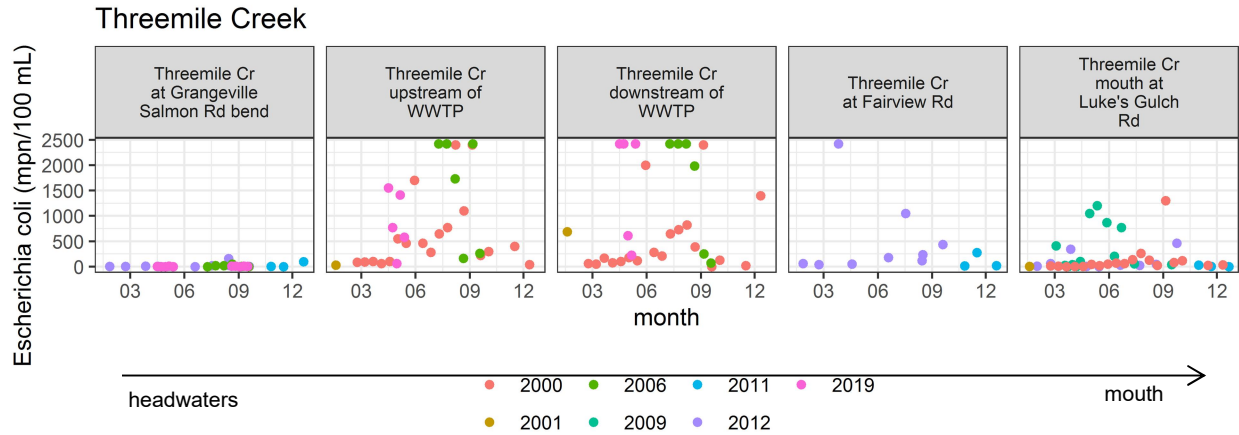 Threemile Creek
Threemile Cr
at Grangeville
Salmon Rd bend
Threemile Cr
upstream of
WWTP
Threemile Cr
downstream of
WWTP
Threemile Cr
at Fairview Rd
Threemile Cr
mouth at
Luke's Gulch
Rd
Escherichia coli (mpn/100 mL)
2500
2000
1500
1000
500
0
03 06 09 12
03 06 09 12
03 06 09 12
03 06 09 12
03 06 09 12
month
headwaters
mouth
2000 2006 2011 2019
2001 2009 2012